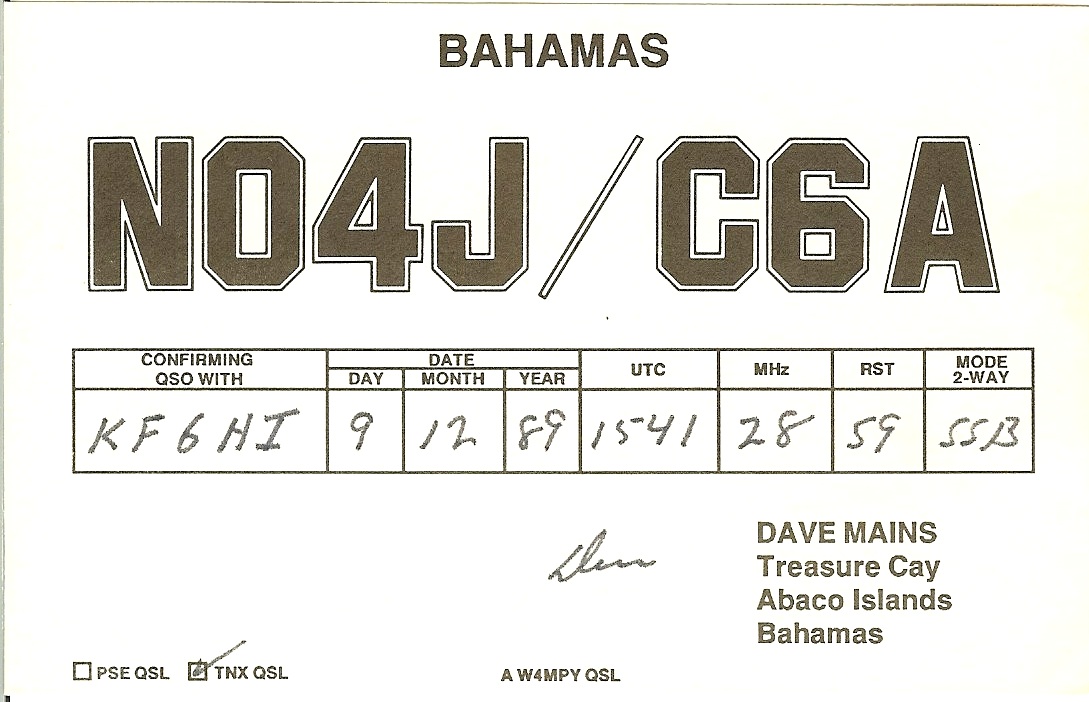 BAHAMAS
NO4J/C6A
CONFIRMING QSO WITH DATE DAY MONTH YEAR UTC MHz RST MODE 2-WAY
KF6HI 9 12 89 1541 28 59 SSB
DAVE MAINS
Treasure Cay
Abaco Islands
Bahamas
PSE QSL TNX QSL A W4MPY QSL